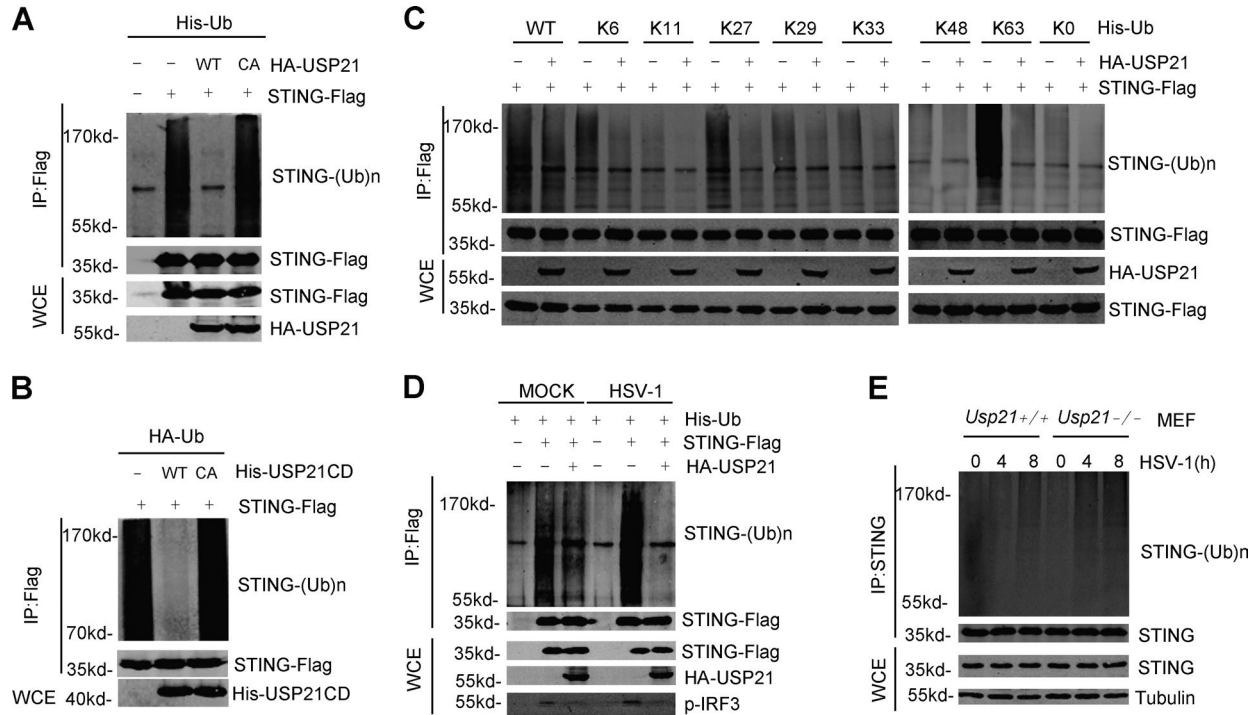 A
His-Ub
– – WT CA HA-USP21
– + + + STING-Flag
IP:Flag
170kd-
STING-(Ub)n
55kd-
35kd- STING-Flag
WCE
35kd- STING-Flag
55kd- HA-USP21
B
HA-Ub
– WT CA His-USP21CD
+ + + STING-Flag
IP:Flag
170kd-
STING-(Ub)n
70kd-
35kd- STING-Flag
WCE 40kd- His-USP21CD
C
WT K6 K11 K27 K29 K33 K48 K63 K0 His-Ub
– + – + – + – + – + – + – + – + – + HA-USP21
+ + + + + + + + + + + + + + + + + + STING-Flag
IP:Flag
170kd-
STING-(Ub)n
55kd-
35kd- STING-Flag
WCE
55kd- HA-USP21
35kd- STING-Flag
D
MOCK HSV-1
+ + + + + + His-Ub
– + + – + + STING-Flag
– – + – – + HA-USP21
IP:Flag
170kd-
STING-(Ub)n
55kd-
35kd- STING-Flag
WCE
35kd- STING-Flag
55kd- HA-USP21
55kd- p-IRF3
E
Usp21+/+ Usp21–/– MEF
0 4 8 0 4 8 HSV-1(h)
IP:STING
170kd-
STING-(Ub)n
55kd-
35kd- STING
WCE
35kd- STING
55kd- Tubulin